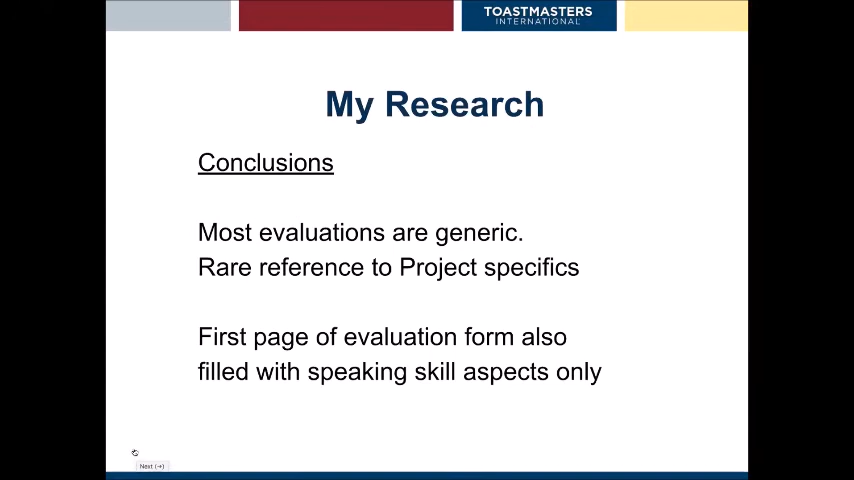 TOASTMASTERS
INTERNATIONAL
My Research
Conclusions
Most evaluations are generic.
Rare reference to Project specifics
First page of evaluation form also
filled with speaking skill aspects only
Next (→)